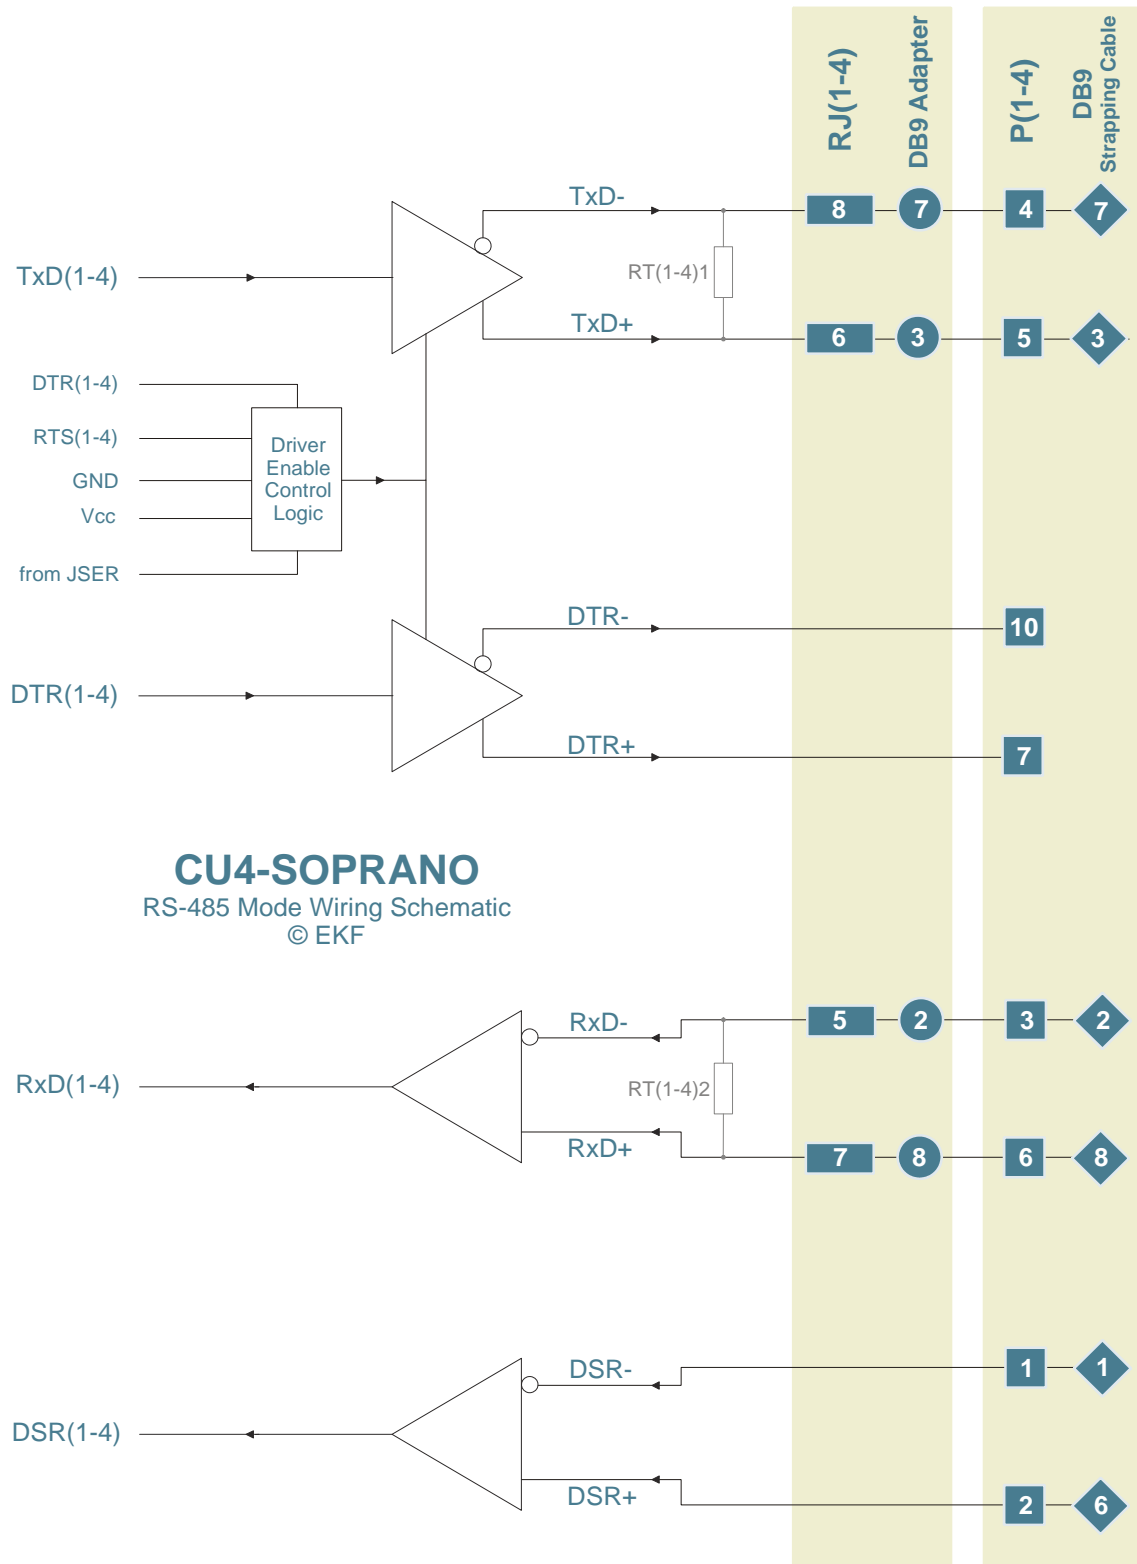 RJ(1-4)
DB9 Adapter
P(1-4)
DB9
Strapping Cable
TxD-
8
7
4
7
TxD(1-4)
RT(1-4)1
TxD+
6
3
5
3
DTR(1-4)
RTS(1-4)
GND
Vcc
from JSER
Driver
Enable
Control
Logic
DTR-
10
DTR(1-4)
DTR+
7
CU4-SOPRANO
RS-485 Mode Wiring Schematic
© EKF
RxD-
5
2
3
2
RxD(1-4)
RT(1-4)2
RxD+
7
8
6
8
DSR-
1
1
DSR(1-4)
DSR+
2
6